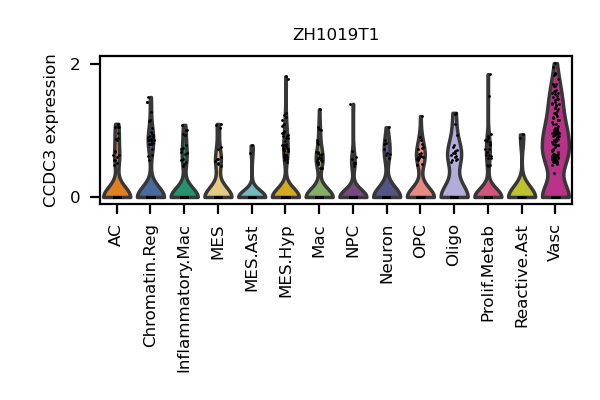 ZH1019T1
CCDC3 expression
2
0
AC
Chromatin.Reg
Inflammatory.Mac
MES
MES.Ast
MES.Hyp
Mac
NPC
Neuron
OPC
Oligo
Prolif.Metab
Reactive.Ast
Vasc